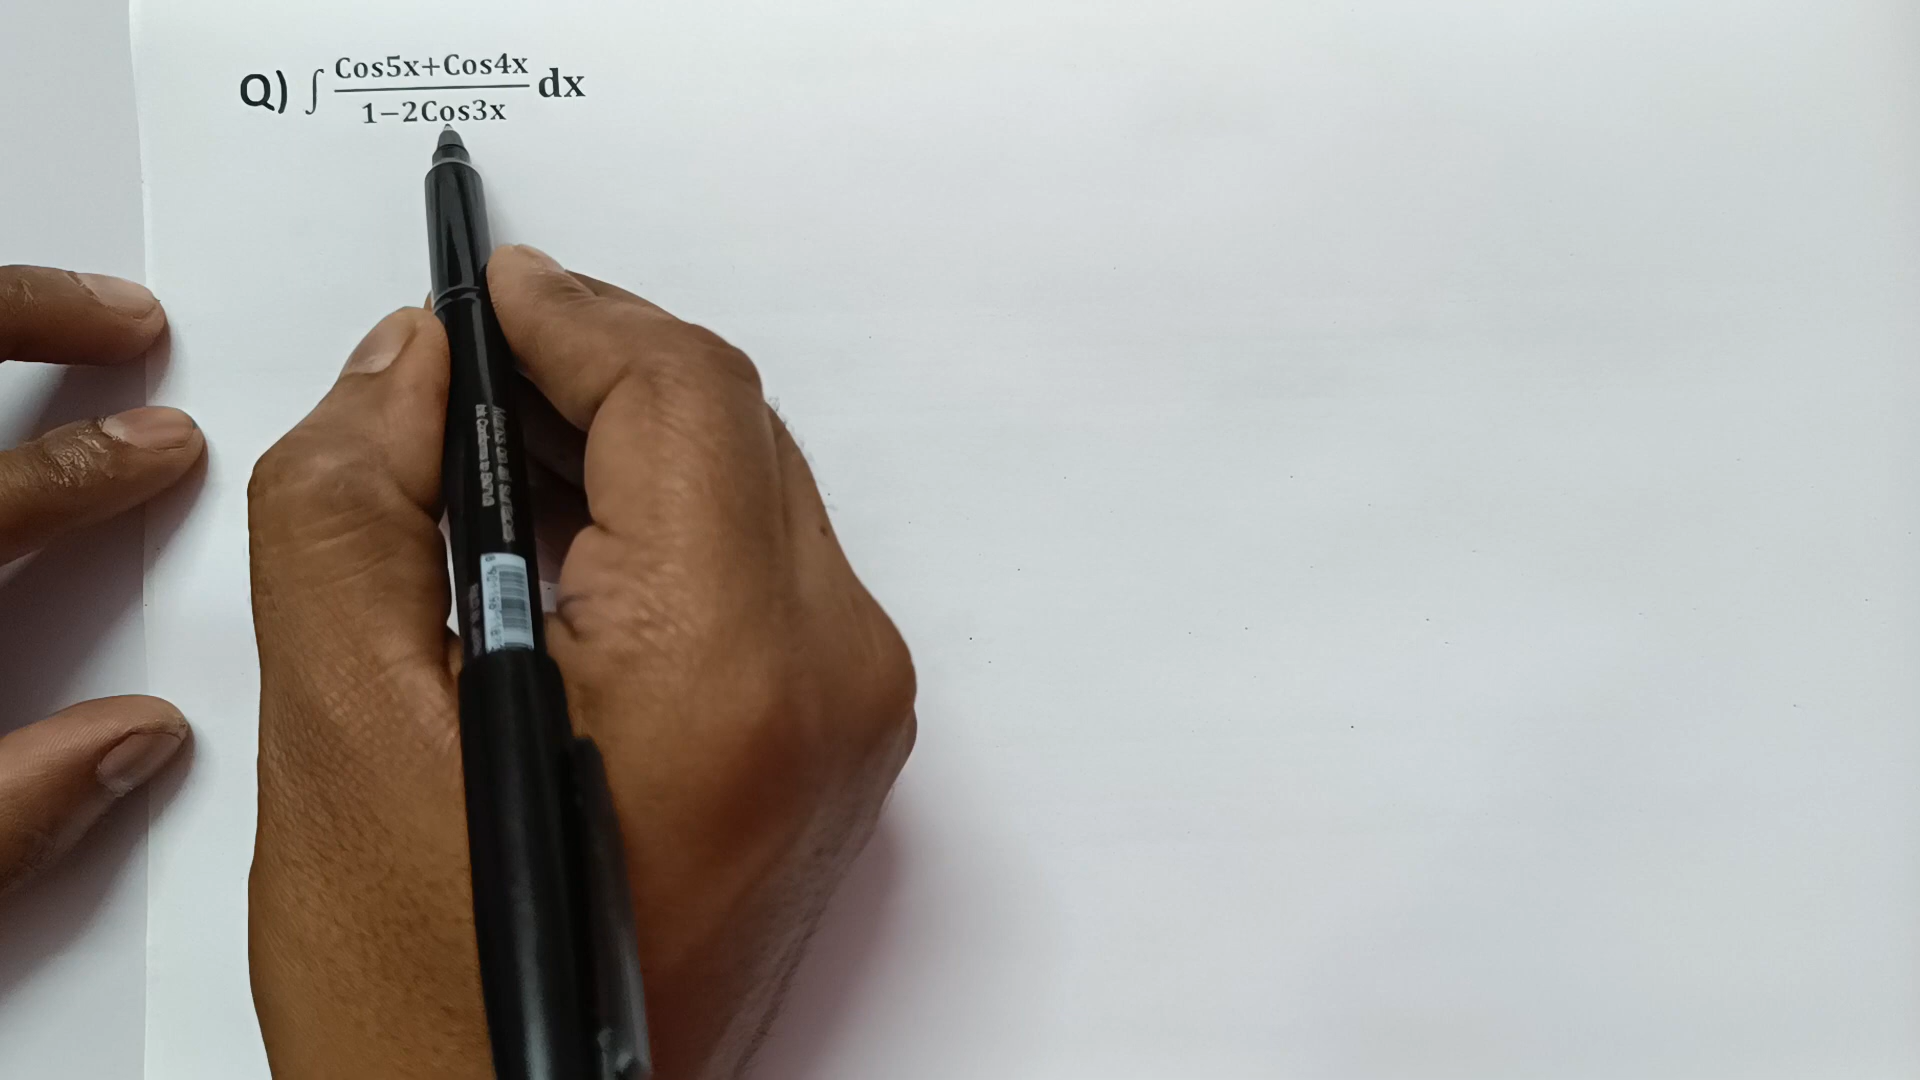 Q) ∫ Cos5x+Cos4x / 1−2Cos3x dx